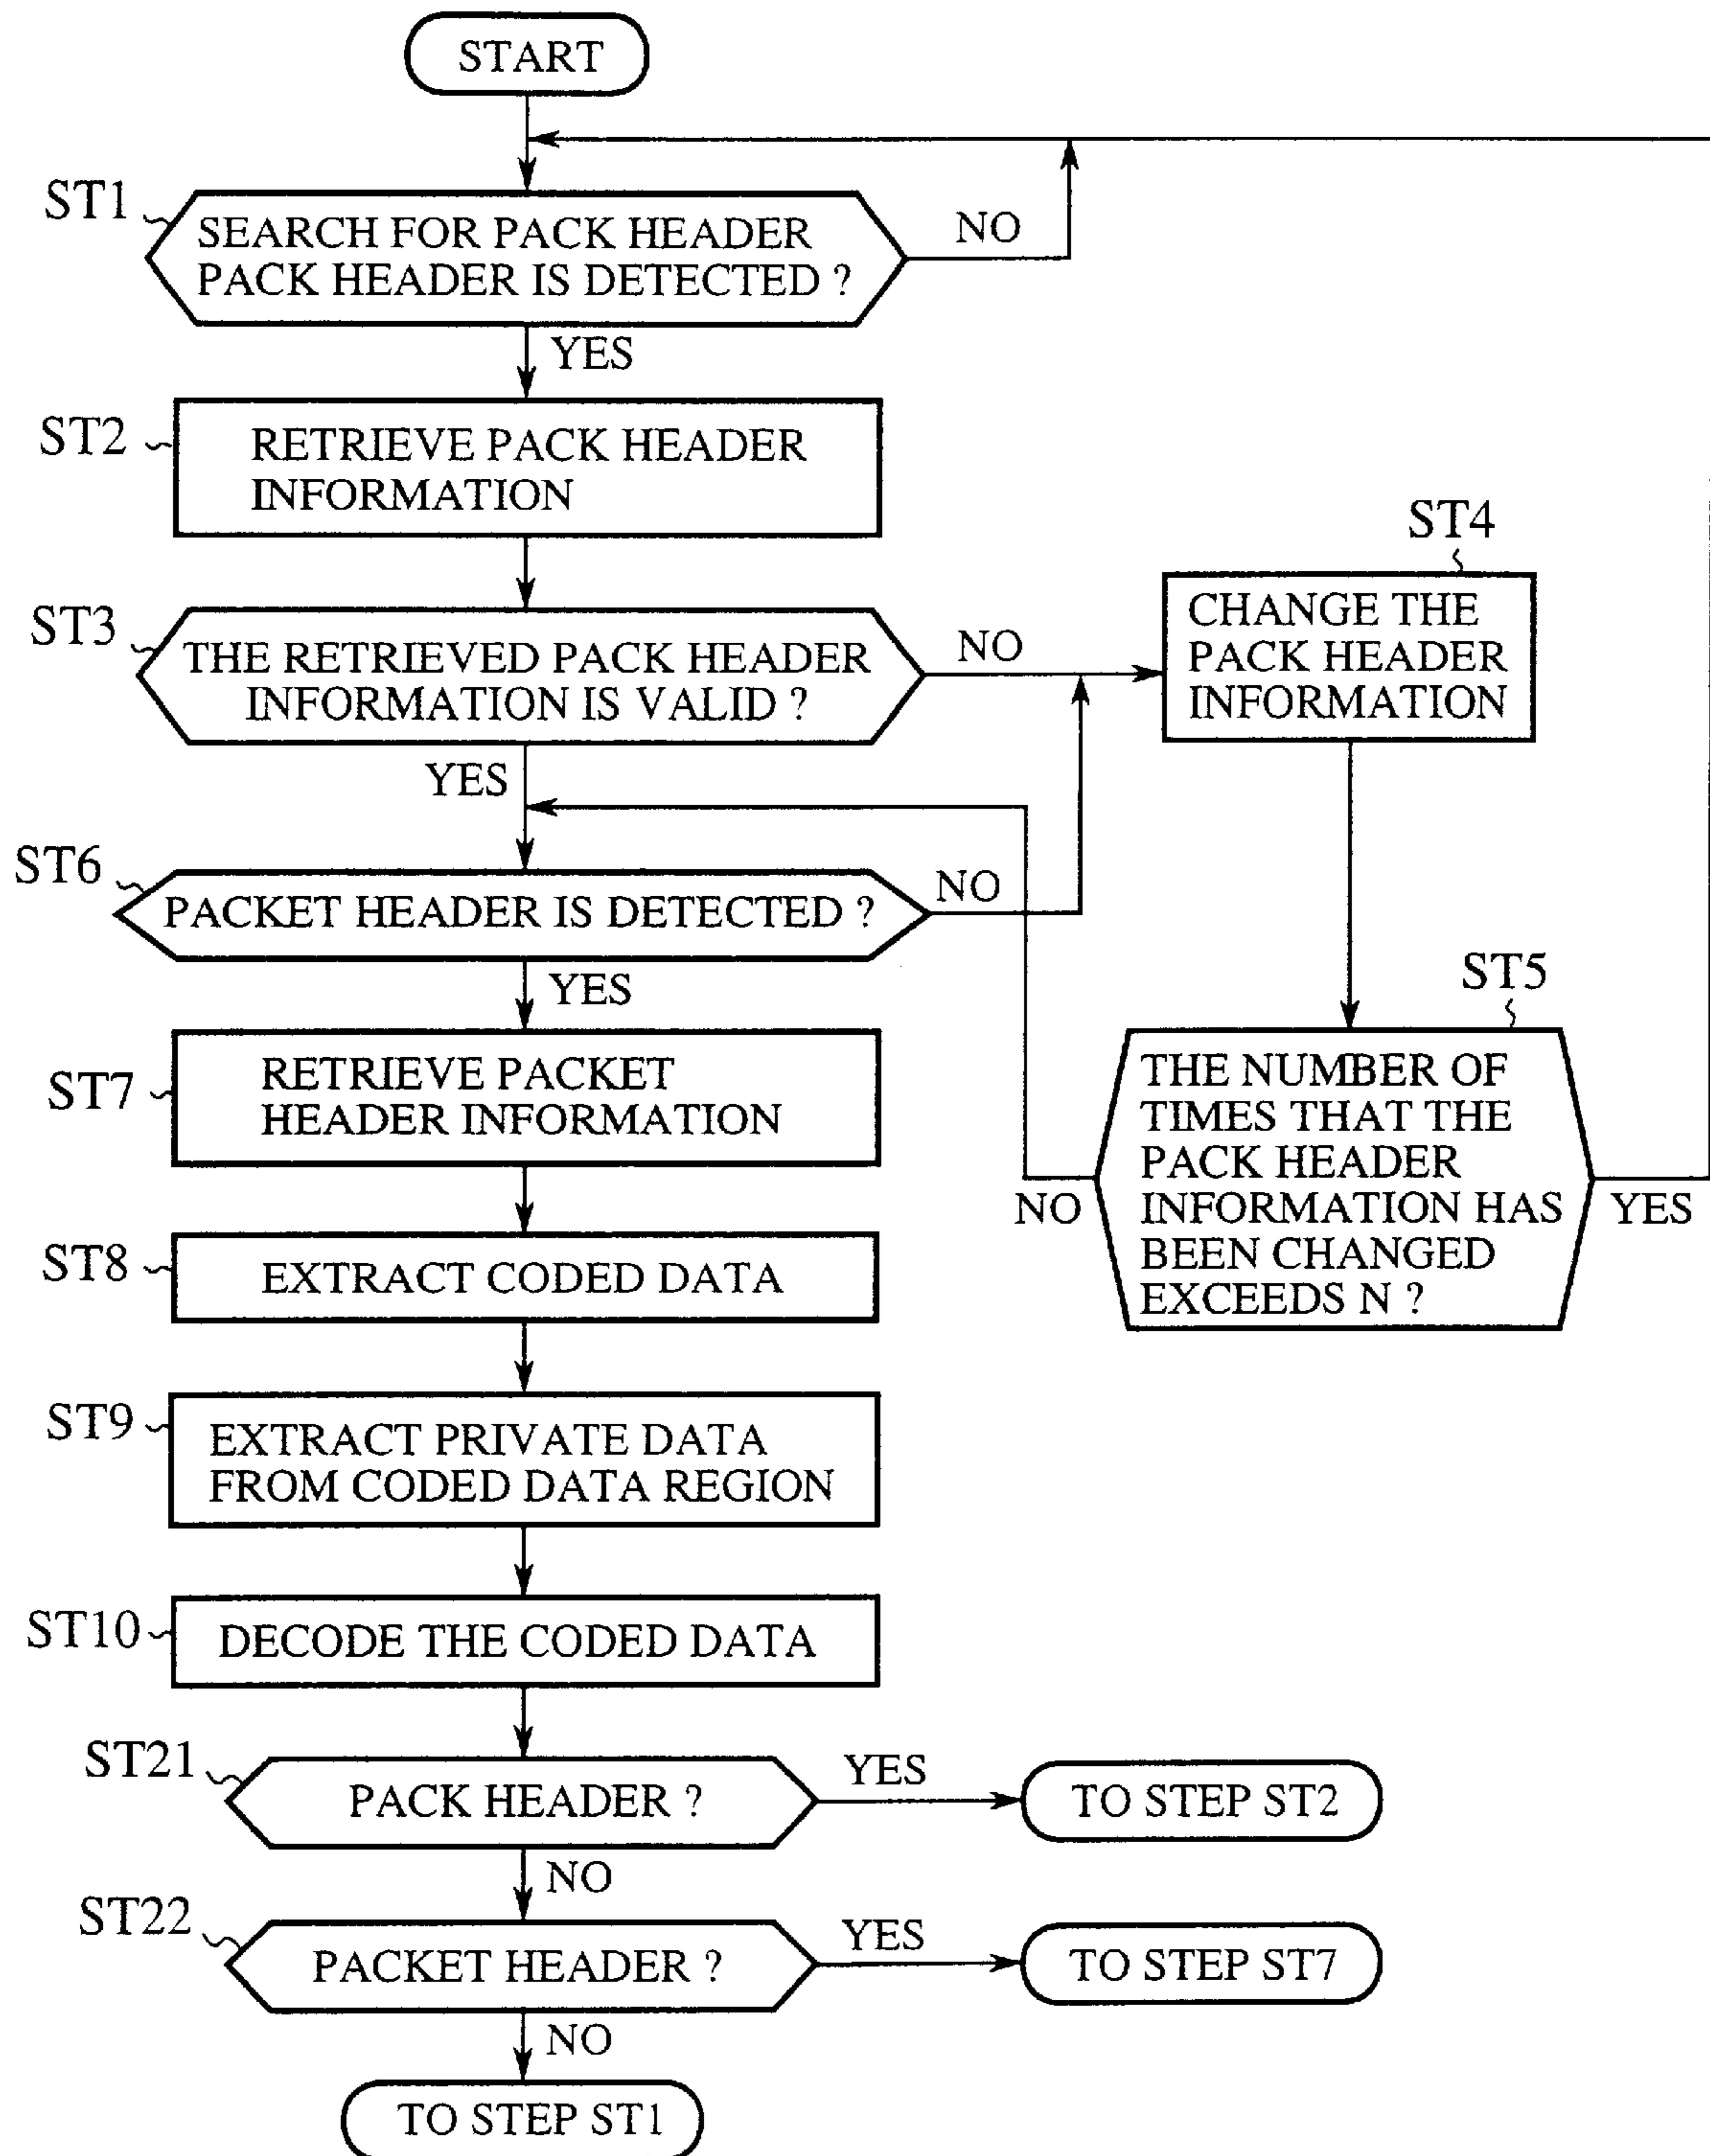 START
ST1
SEARCH FOR PACK HEADER
PACK HEADER IS DETECTED ?
NO
YES
ST2
RETRIEVE PACK HEADER
INFORMATION
ST3
THE RETRIEVED PACK HEADER
INFORMATION IS VALID ?
NO
YES
ST4
CHANGE THE
PACK HEADER
INFORMATION
ST6
PACKET HEADER IS DETECTED ?
NO
YES
ST5
THE NUMBER OF
TIMES THAT THE
PACK HEADER
INFORMATION HAS
BEEN CHANGED
EXCEEDS N ?
NO
YES
ST7
RETRIEVE PACKET
HEADER INFORMATION
ST8
EXTRACT CODED DATA
ST9
EXTRACT PRIVATE DATA
FROM CODED DATA REGION
ST10
DECODE THE CODED DATA
ST21
PACK HEADER ?
YES
TO STEP ST2
NO
ST22
PACKET HEADER ?
YES
TO STEP ST7
NO
TO STEP ST1